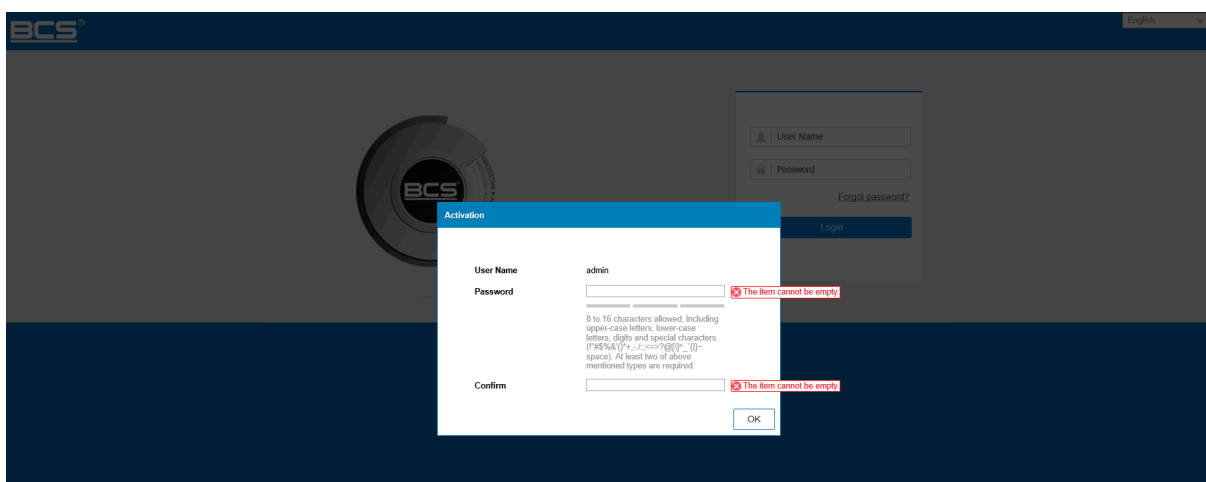 BCS®
English
User Name
BCS
Password
Forgot password?
Activation
Login
User Name
admin
Password
The item cannot be empty.
8 to 16 characters allowed, including
upper-case letters, lower-case
letters, digits and special characters
(!"#$%&'()*+,-./:;<=>?@[\]^_`{|}~
space). At least two of above
mentioned types are required.
Confirm
The item cannot be empty.
OK